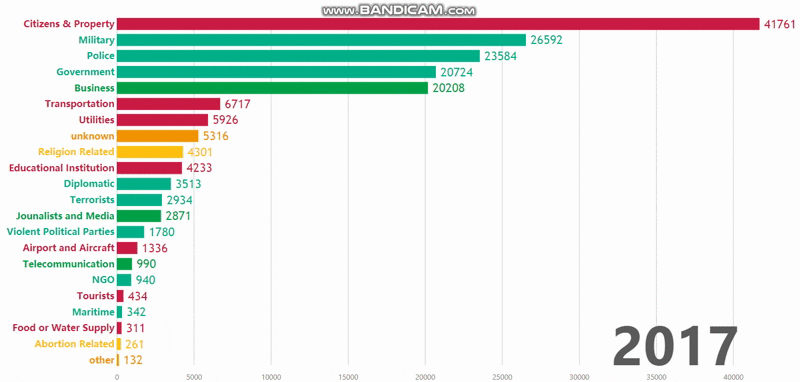 www.BANDICAM.com
Citizens & Property 41761
Military 26592
Police 23584
Government 20724
Business 20208
Transportation 6717
Utilities 5926
unknown 5316
Religion Related 4301
Educational Institution 4233
Diplomatic 3513
Terrorists 2934
Jounalists and Media 2871
Violent Political Parties 1780
Airport and Aircraft 1336
Telecommunication 990
NGO 940
Tourists 434
Maritime 342
Food or Water Supply 311
Abortion Related 261
other 132
2017
0 5000 10000 15000 20000 25000 30000 35000 40000